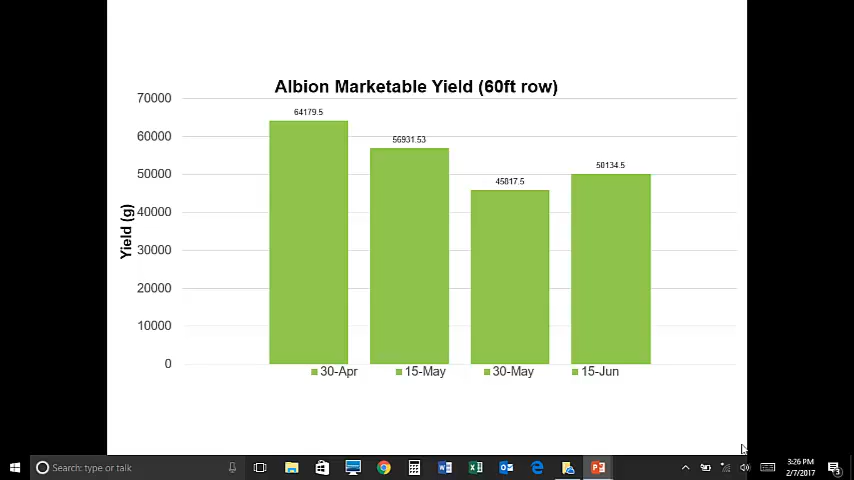 Albion Marketable Yield (60ft row)
70000
64179.5
60000
56931.53
50000
45817.5
50134.5
Yield (g)
40000
30000
20000
10000
0
30-Apr 15-May 30-May 15-Jun
Search: type or talk
3:26 PM
2/7/2017
3